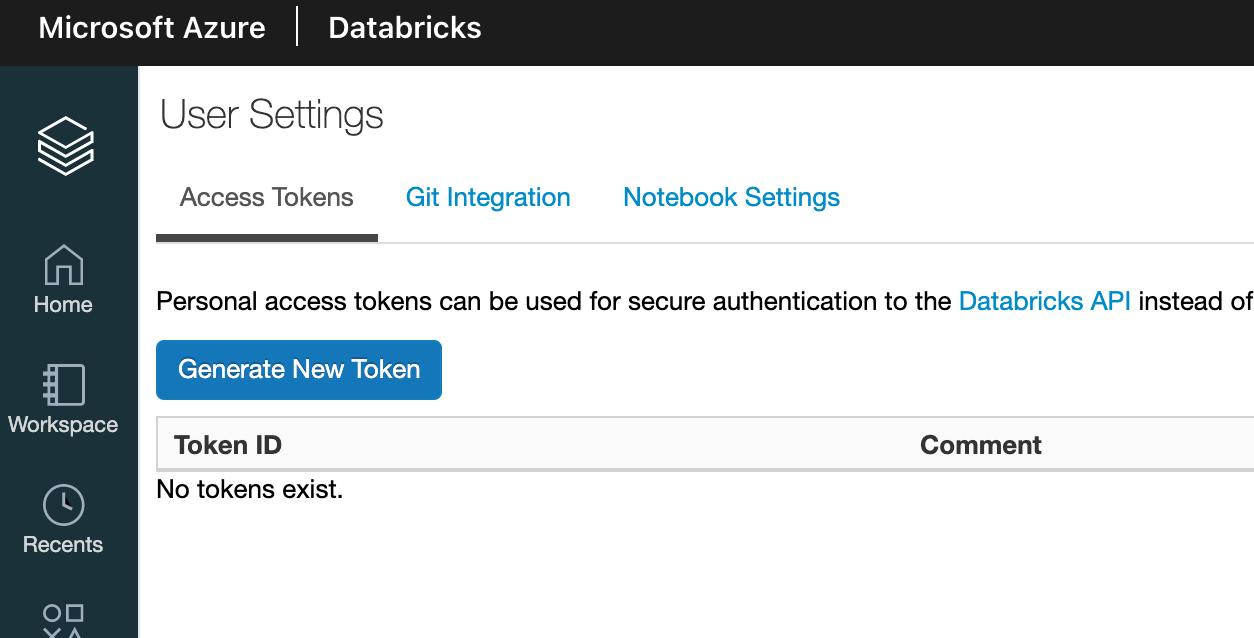 Microsoft Azure | Databricks
User Settings
Access Tokens Git Integration Notebook Settings
Home
Personal access tokens can be used for secure authentication to the Databricks API instead of
Generate New Token
Workspace
Token ID Comment
No tokens exist.
Recents